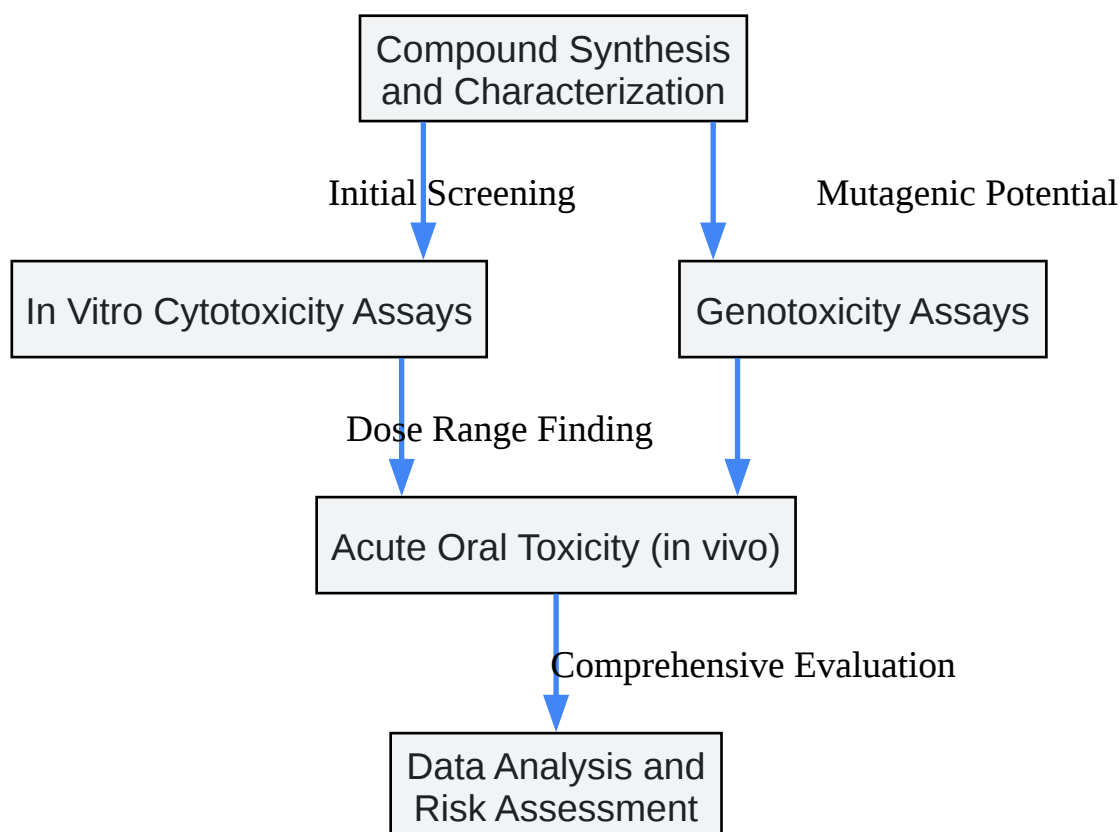 Compound Synthesis
and Characterization
Initial Screening
Mutagenic Potential
In Vitro Cytotoxicity Assays
Genotoxicity Assays
Dose Range Finding
Acute Oral Toxicity (in vivo)
Comprehensive Evaluation
Data Analysis and
Risk Assessment